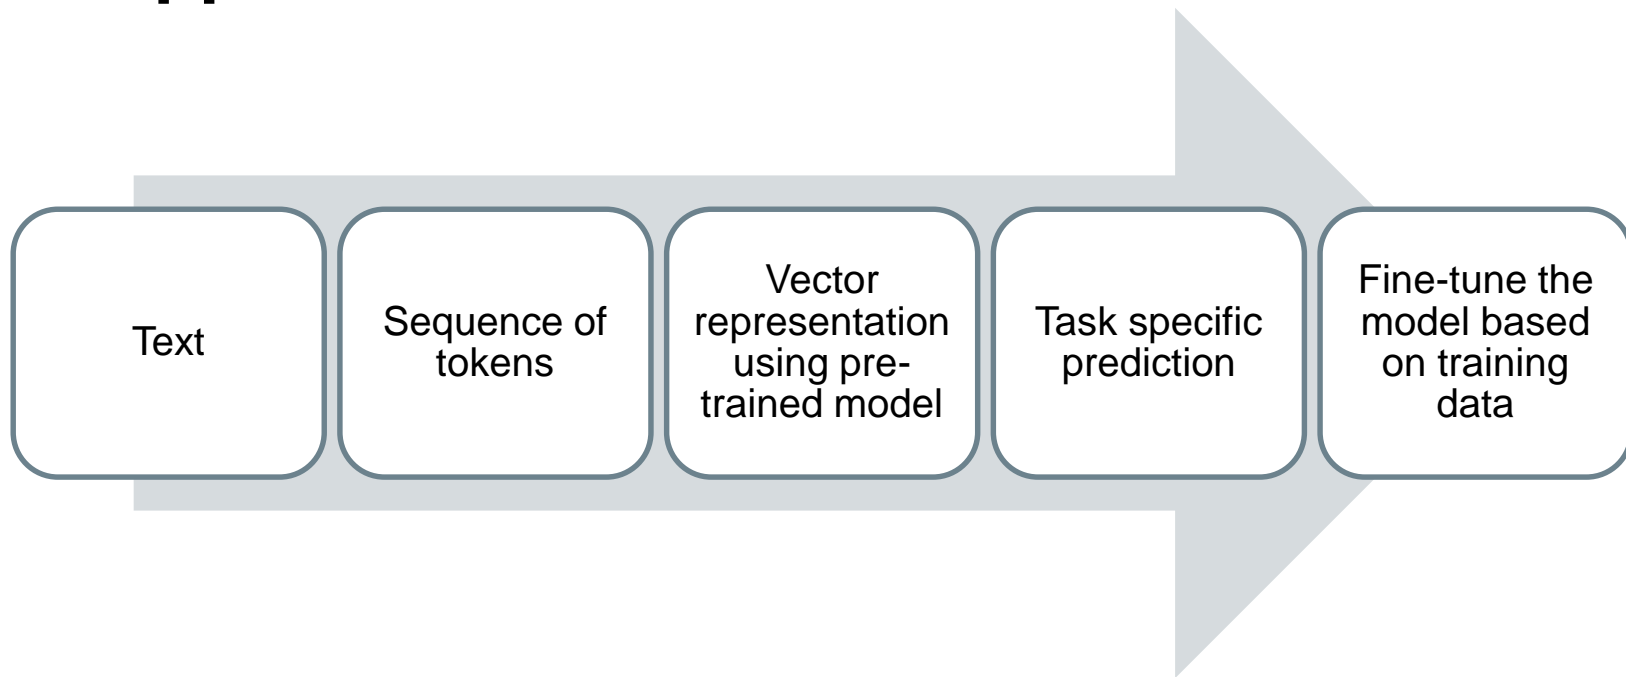 Text
Sequence of
tokens
Vector
representation
using pre-
trained model
Task specific
prediction
Fine-tune the
model based
on training
data